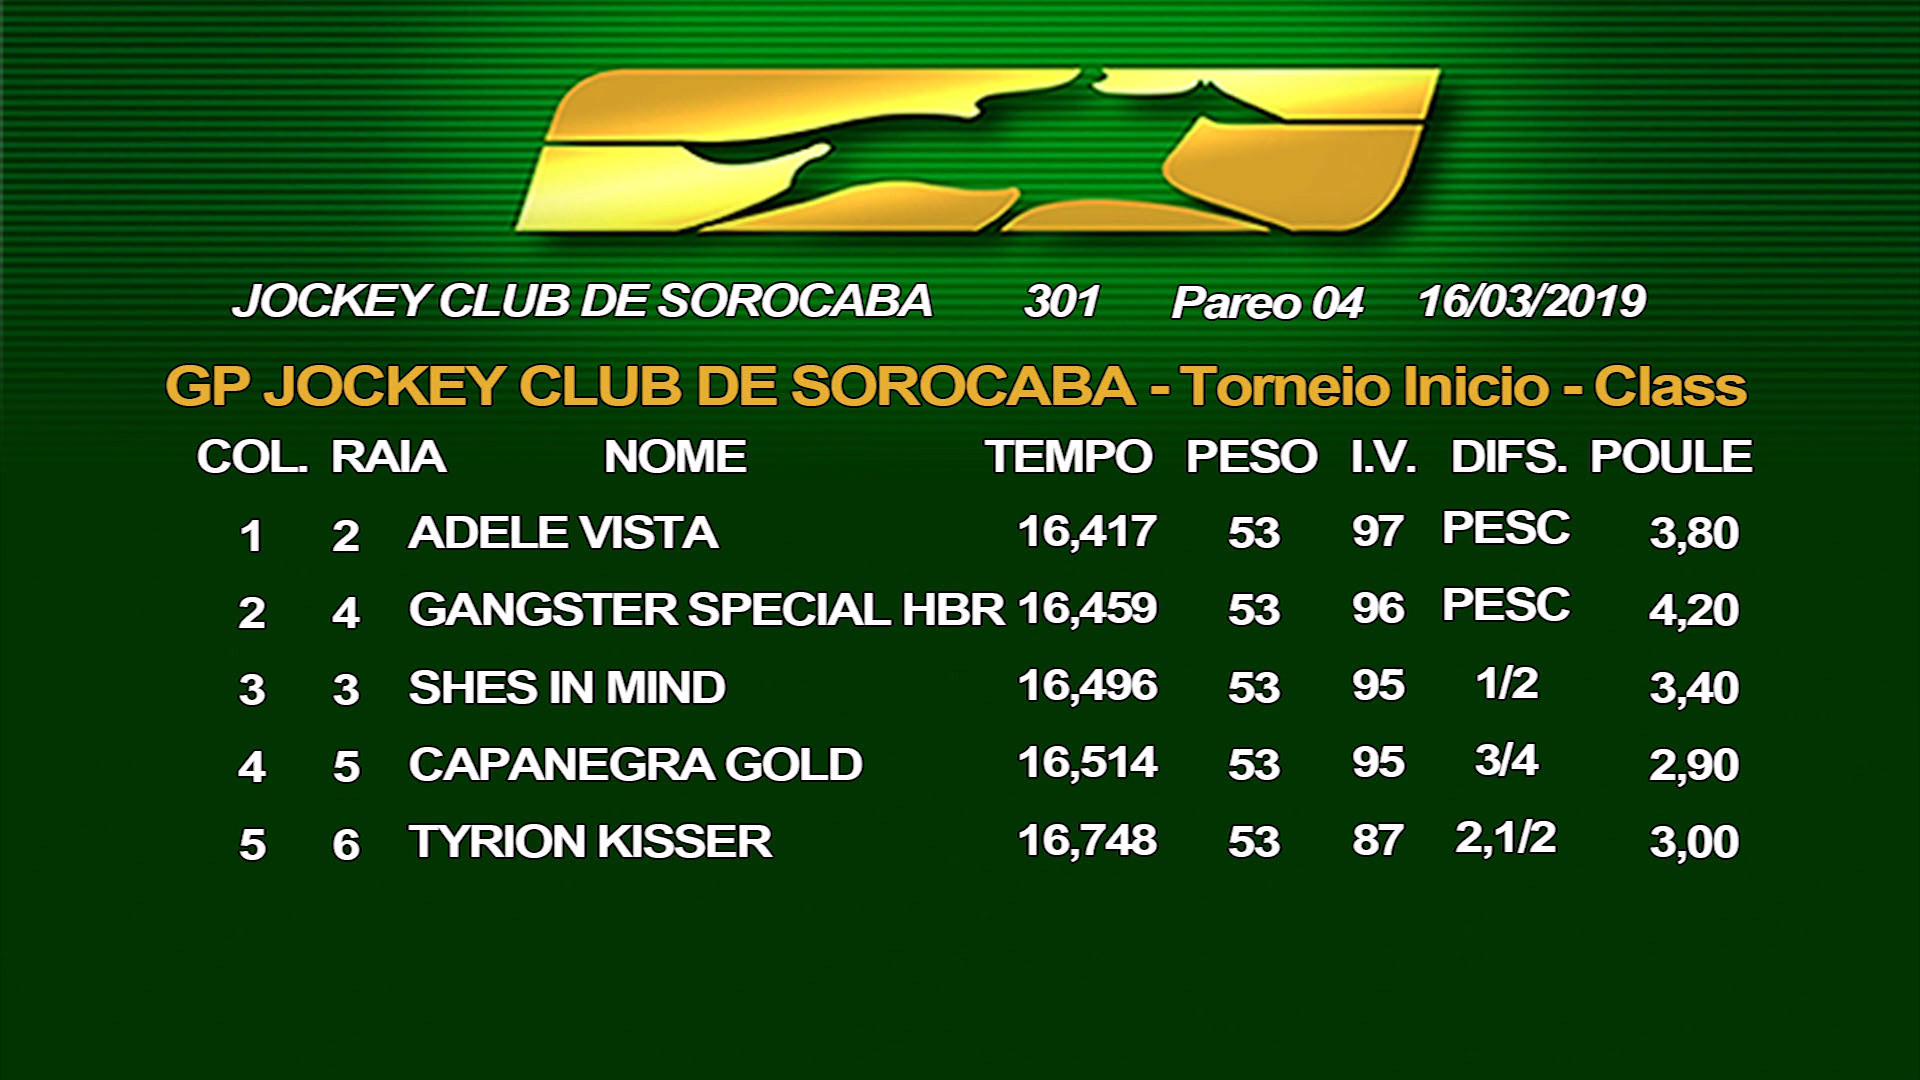 JOCKEY CLUB DE SOROCABA 301 Pareo 04 16/03/2019
GP JOCKEY CLUB DE SOROCABA - Torneio Inicio - Class
COL. RAIA NOME TEMPO PESO I.V. DIFS. POULE
1 2 ADELE VISTA 16,417 53 97 PESC 3,80
2 4 GANGSTER SPECIAL HBR 16,459 53 96 PESC 4,20
3 3 SHES IN MIND 16,496 53 95 1/2 3,40
4 5 CAPANEGRA GOLD 16,514 53 95 3/4 2,90
5 6 TYRION KISSER 16,748 53 87 2,1/2 3,00